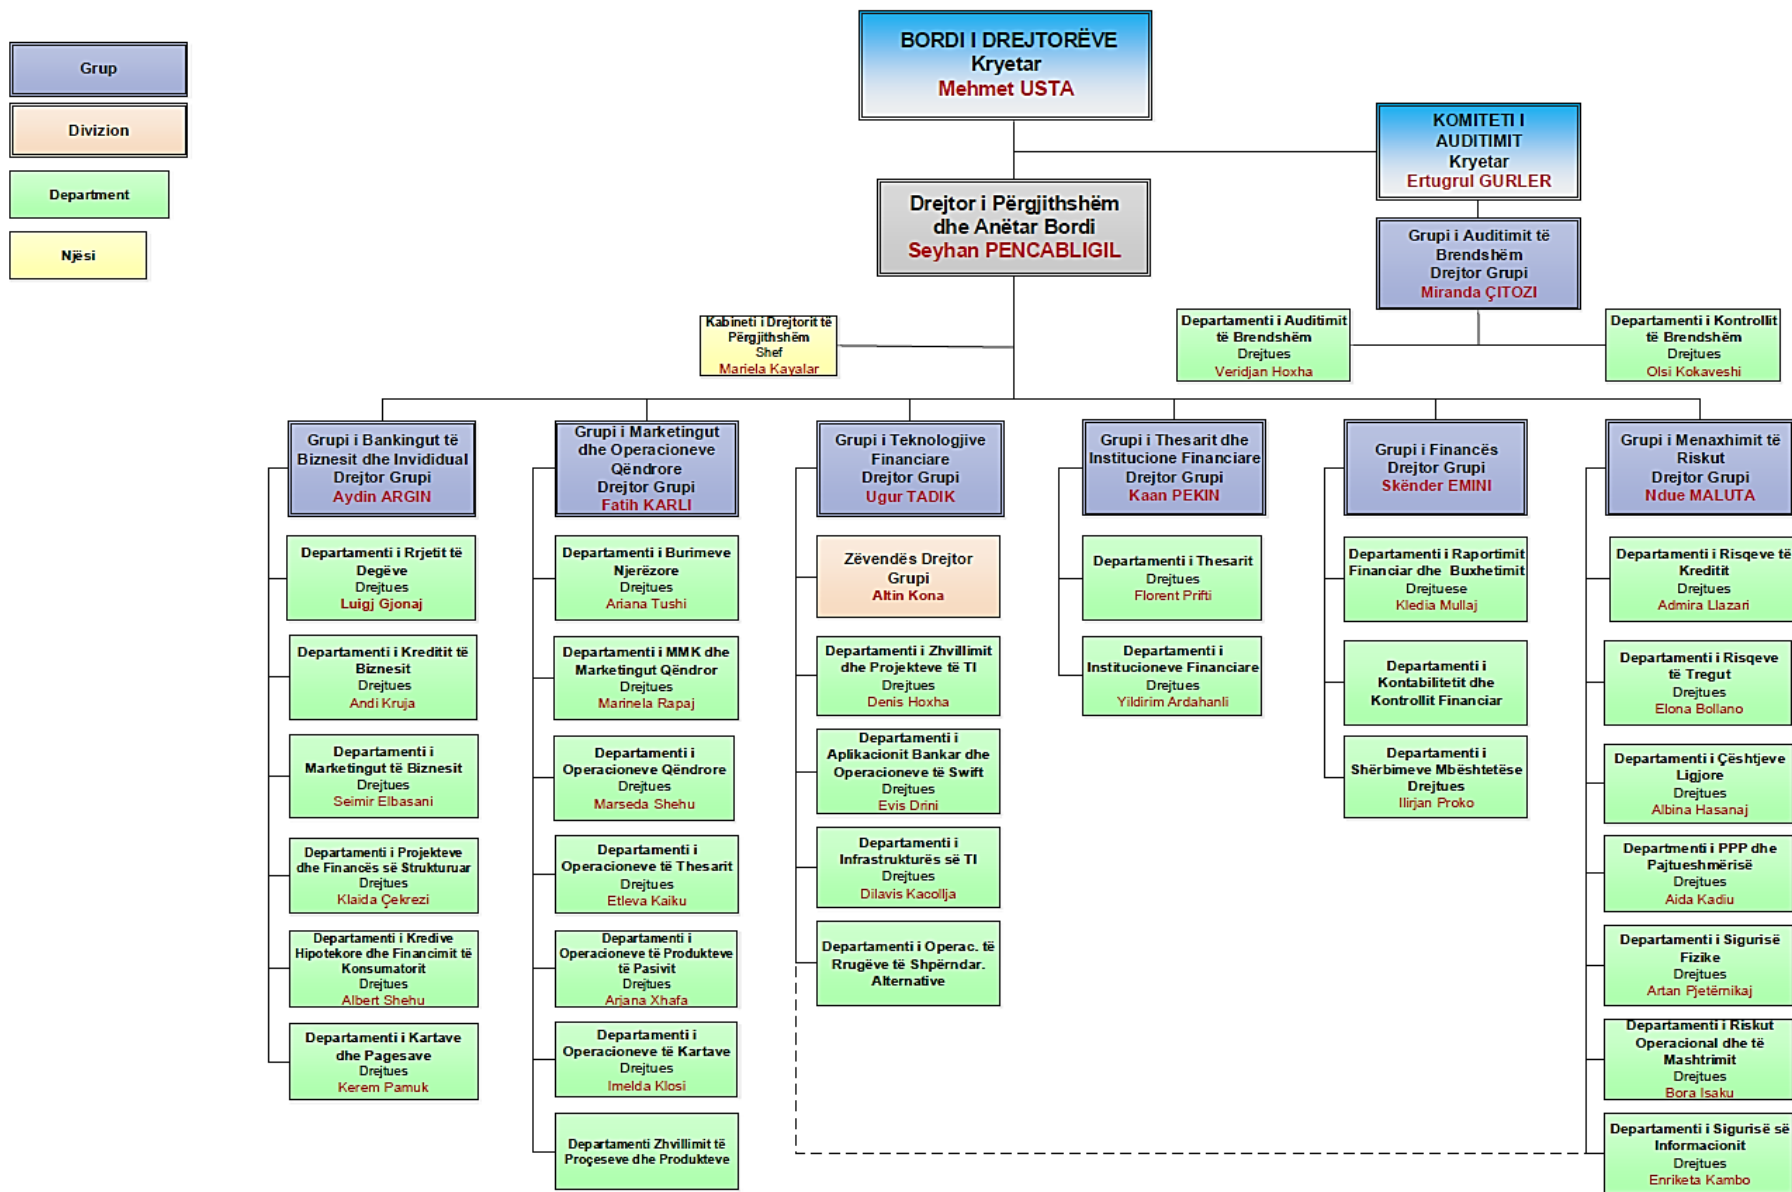 Grup
Divizion
Department
Njësi
BORDI I DREJTORËVE
Kryetar
Mehmet USTA
KOMITETI I
AUDITIMIT
Kryetar
Ertugrul GURLER
Drejtor i Përgjithshëm
dhe Anëtar Bordi
Seyhan PENCABLIGIL
Grupi i Auditimit të
Brendshëm
Drejtor Grupi
Miranda ÇITOZI
Kabineti i Drejtorit të
Përgjithshëm
Shef
Mariela Kayalar
Departamenti i Auditimit
të Brendshëm
Drejtues
Veridjan Hoxha
Departamenti i Kontrollit
të Brendshëm
Drejtues
Olsi Kokaveshi
Grupi i Bankingut të
Biznesit dhe Invididual
Drejtor Grupi
Aydin ARGIN
Departamenti i Rrjetit të
Degëve
Drejtues
Luigj Gjonaj
Departamenti i Kreditit të
Biznesit
Drejtues
Andi Kruja
Departamenti i
Marketingut të Biznesit
Drejtues
Seimir Elbasani
Departamenti i Projekteve
dhe Financës së Strukturuar
Drejtues
Klaida Çekrezi
Departamenti i Kredive
Hipotekore dhe Financimit të
Konsumatorit
Drejtues
Albert Shehu
Departamenti i Kartave
dhe Pagesave
Drejtues
Kerem Pamuk
Grupi i Marketingut
dhe Operacioneve
Qëndrore
Drejtor Grupi
Fatih KARLI
Departamenti i Burimeve
Njerëzore
Drejtues
Ariana Tushi
Departamenti i MMK dhe
Marketingut Qëndror
Drejtues
Marinela Rapaj
Departamenti i
Operacioneve Qëndrore
Drejtues
Marseda Shehu
Departamenti i
Operacioneve të Thesarit
Drejtues
Etleva Kaiku
Departamenti i
Operacioneve të Produkteve
të Pasivit
Drejtues
Arjana Xhafa
Departamenti i
Operacioneve të Kartave
Drejtues
Imelda Klosi
Departamenti Zhvillimit të
Proçeseve dhe Produkteve
Grupi i Teknologjive
Financiare
Drejtor Grupi
Ugur TADIK
Zëvendës Drejtor
Grupi
Altin Kona
Departamenti i Zhvillimit
dhe Projekteve të TI
Drejtues
Denis Hoxha
Departamenti i
Aplikacionit Bankar dhe
Operacioneve të Swift
Drejtues
Evis Drini
Departamenti i
Infrastrukturës së TI
Drejtues
Dilavis Kacollja
Departamenti i Operac. të
Rrugëve të Shpërndar.
Alternative
Grupi i Thesarit dhe
Institucione Financiare
Drejtor Grupi
Kaan PEKIN
Departamenti i Thesarit
Drejtues
Florent Prifti
Departamenti i
Institucioneve Financiare
Drejtues
Yildirim Ardahanli
Grupi i Financës
Drejtor Grupi
Skënder EMINI
Departamenti i Raportimit
Financiar dhe Buxhetimit
Drejtuese
Kledia Mullaj
Departamenti i
Kontabilitetit dhe
Kontrollit Financiar
Departamenti i
Shërbimeve Mbështetëse
Drejtues
Ilirjan Proko
Grupi i Menaxhimit të
Riskut
Drejtor Grupi
Ndue MALUTA
Departamenti i Risqeve të
Kreditit
Drejtues
Admira Llazari
Departamenti i Risqeve
të Tregut
Drejtues
Elona Bollano
Departamenti i Çështjeve
Ligjore
Drejtues
Albina Hasanaj
Departmenti i PPP dhe
Pajtueshmërisë
Drejtues
Aida Kadiu
Departamenti i Sigurisë
Fizike
Drejtues
Artan Pjetërnikaj
Departamenti i Riskut
Operacional dhe të
Mashtrimit
Drejtues
Bora Isaku
Departamenti i Sigurisë së
Informacionit
Drejtues
Enriketa Kambo